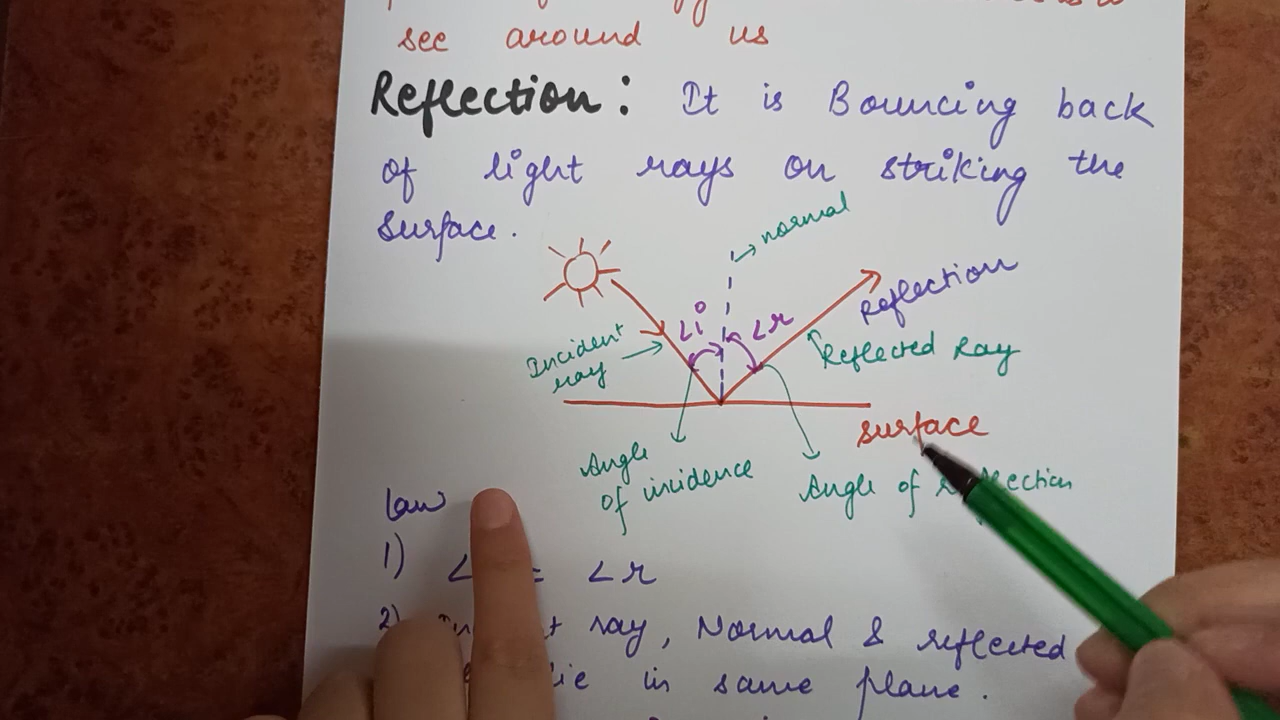 see around us
Reflection: It is Bouncing back
of light rays on striking the
surface.
normal
∠i
∠r
Reflection
Incident
ray
Reflected Ray
surface
Angle
of incidence
Angle of
law
1) ∠ = ∠r
2) ray, Normal & reflected
lie in same plane.